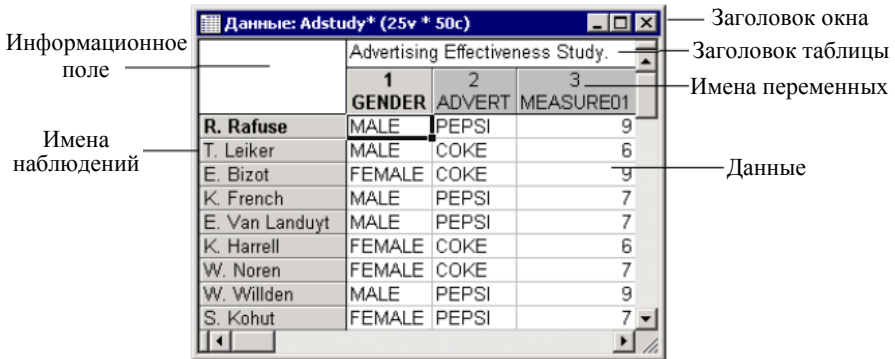 Данные: Adstudy* (25v * 50c)
Заголовок окна
Информационное
поле
Advertising Effectiveness Study.
Заголовок таблицы
1 2 3
GENDER ADVERT MEASURE01
Имена переменных
Имена
наблюдений
R. Rafuse MALE PEPSI 9
T. Leiker MALE COKE 6
E. Bizot FEMALE COKE 9
Данные
K. French MALE PEPSI 7
E. Van Landuyt MALE PEPSI 7
K. Harrell FEMALE COKE 6
W. Noren FEMALE COKE 7
W. Willden MALE PEPSI 9
S. Kohut FEMALE PEPSI 7